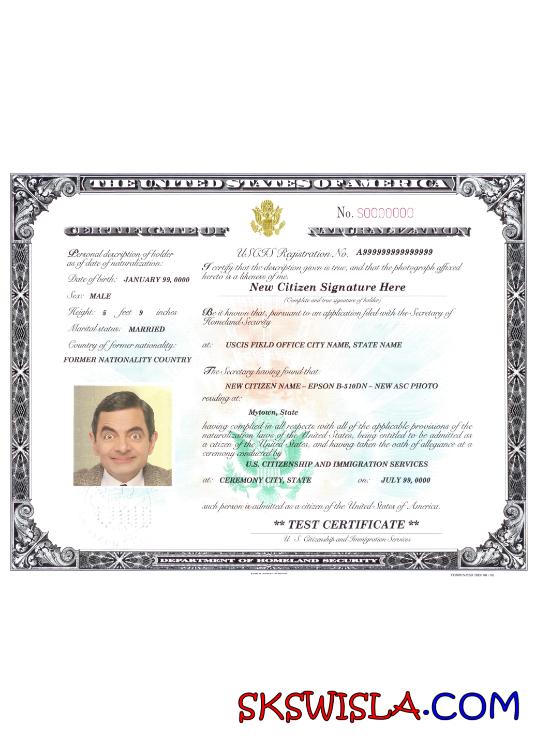 THE UNITED STATES OF AMERICA
No. S0000000
CERTIFICATE OF NATURALIZATION
Personal description of holder
as of date of naturalization:
Date of birth: JANUARY 99, 0000
Sex: MALE
Height: 5 feet 9 inches
Marital status: MARRIED
Country of former nationality:
FORMER NATIONALITY COUNTRY
USCIS Registration No. A999999999999999
I certify that the description given is true, and that the photograph affixed
hereto is a likeness of me.
New Citizen Signature Here
(Complete and true signature of holder)
Be it known that, pursuant to an application filed with the Secretary of
Homeland Security
at: USCIS FIELD OFFICE CITY NAME, STATE NAME
The Secretary having found that:
NEW CITIZEN NAME – EPSON B-510DN – NEW ASC PHOTO
residing at:
Mytown, State
having complied in all respects with all of the applicable provisions of the
naturalization laws of the United States, being entitled to be admitted as
a citizen of the United States, and having taken the oath of allegiance at a
ceremony conducted by
U.S. CITIZENSHIP AND IMMIGRATION SERVICES
at: CEREMONY CITY, STATE on: JULY 99, 0000
such person is admitted as a citizen of the United States of America.
** TEST CERTIFICATE **
U. S. Citizenship and Immigration Services
DEPARTMENT OF HOMELAND SECURITY
SKSWISLA.COM